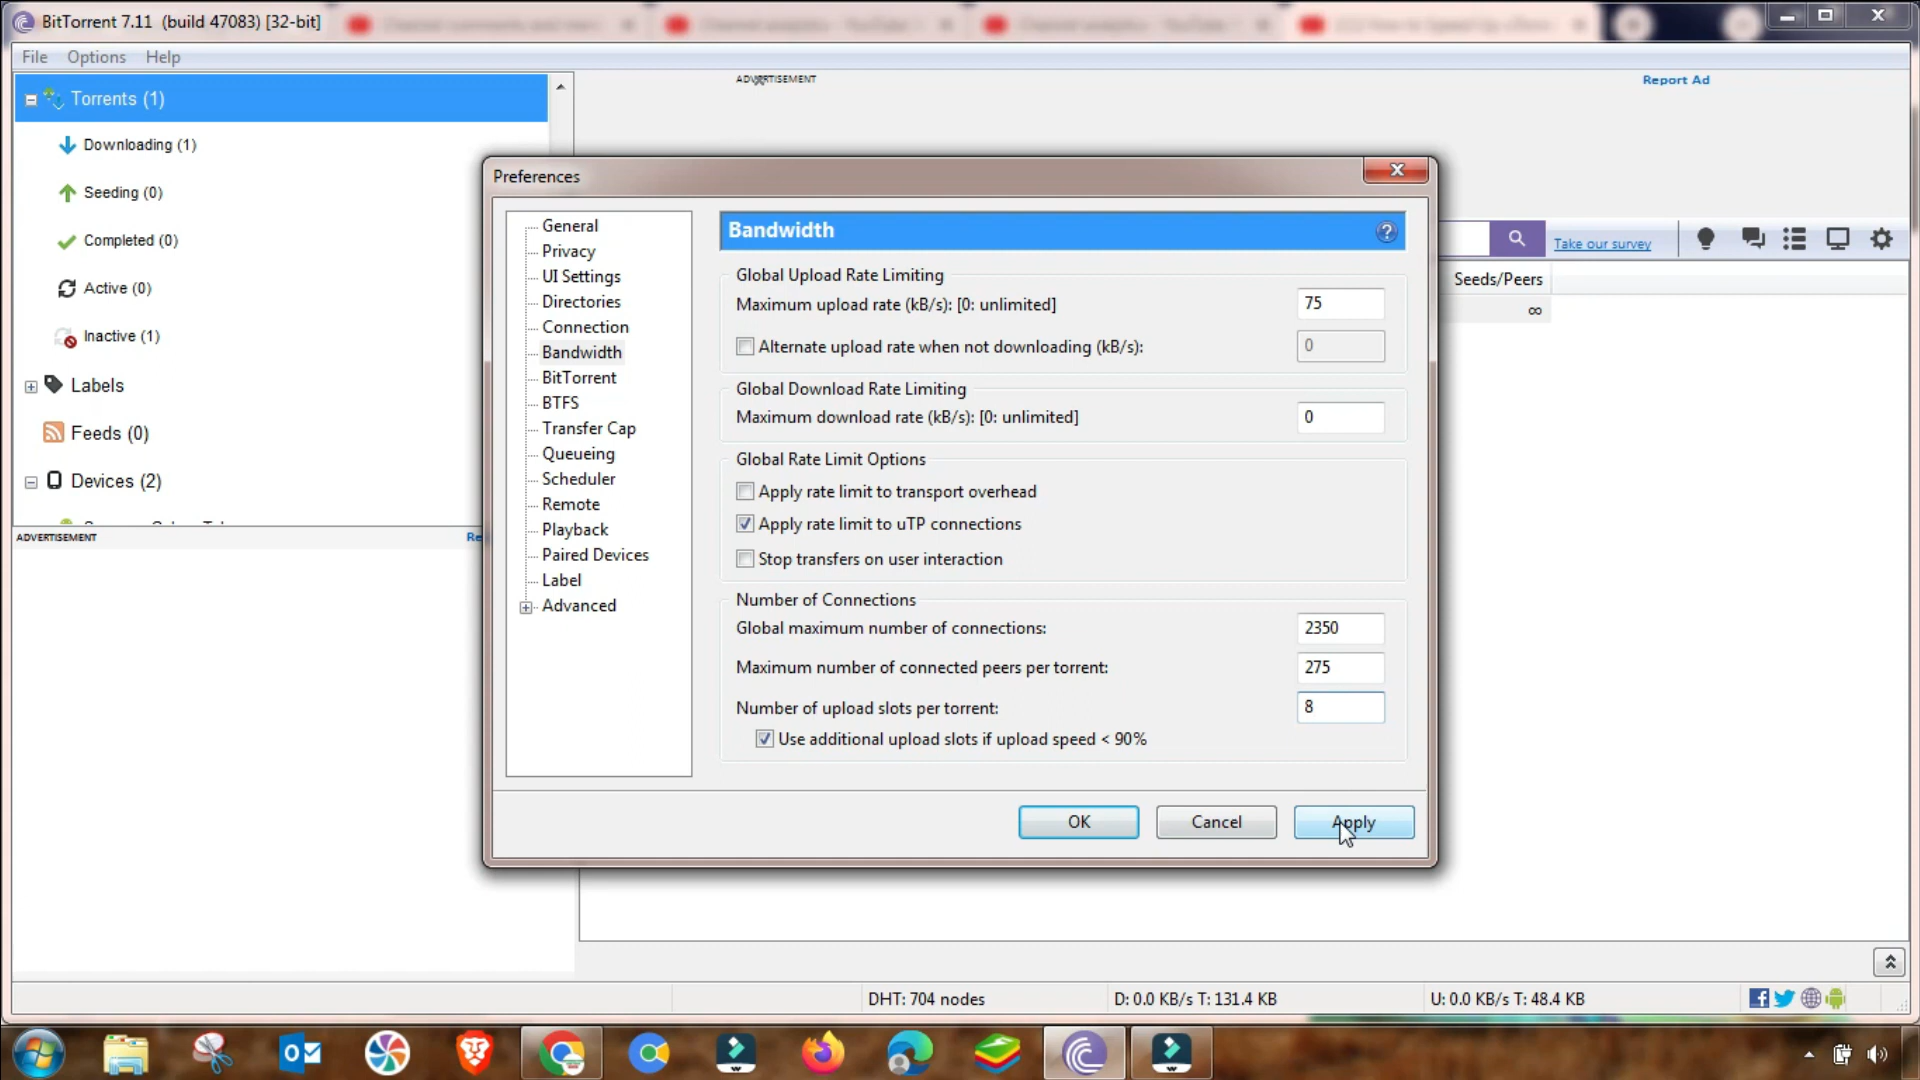 BitTorrent 7.11 (build 47083) [32-bit]
File Options Help
Torrents (1)
Downloading (1)
Seeding (0)
Completed (0)
Active (0)
Inactive (1)
Labels
Feeds (0)
Devices (2)
ADVERTISEMENT Re
ADVERTISEMENT Report Ad
Take our survey
Seeds/Peers
∞
Preferences
General
Privacy
UI Settings
Directories
Connection
Bandwidth
BitTorrent
BTFS
Transfer Cap
Queueing
Scheduler
Remote
Playback
Paired Devices
Label
Advanced
Bandwidth
Global Upload Rate Limiting
Maximum upload rate (kB/s): [0: unlimited] 75
Alternate upload rate when not downloading (kB/s): 0
Global Download Rate Limiting
Maximum download rate (kB/s): [0: unlimited] 0
Global Rate Limit Options
Apply rate limit to transport overhead
Apply rate limit to uTP connections
Stop transfers on user interaction
Number of Connections
Global maximum number of connections: 2350
Maximum number of connected peers per torrent: 275
Number of upload slots per torrent: 8
Use additional upload slots if upload speed < 90%
OK Cancel Apply
DHT: 704 nodes D: 0.0 KB/s T: 131.4 KB U: 0.0 KB/s T: 48.4 KB